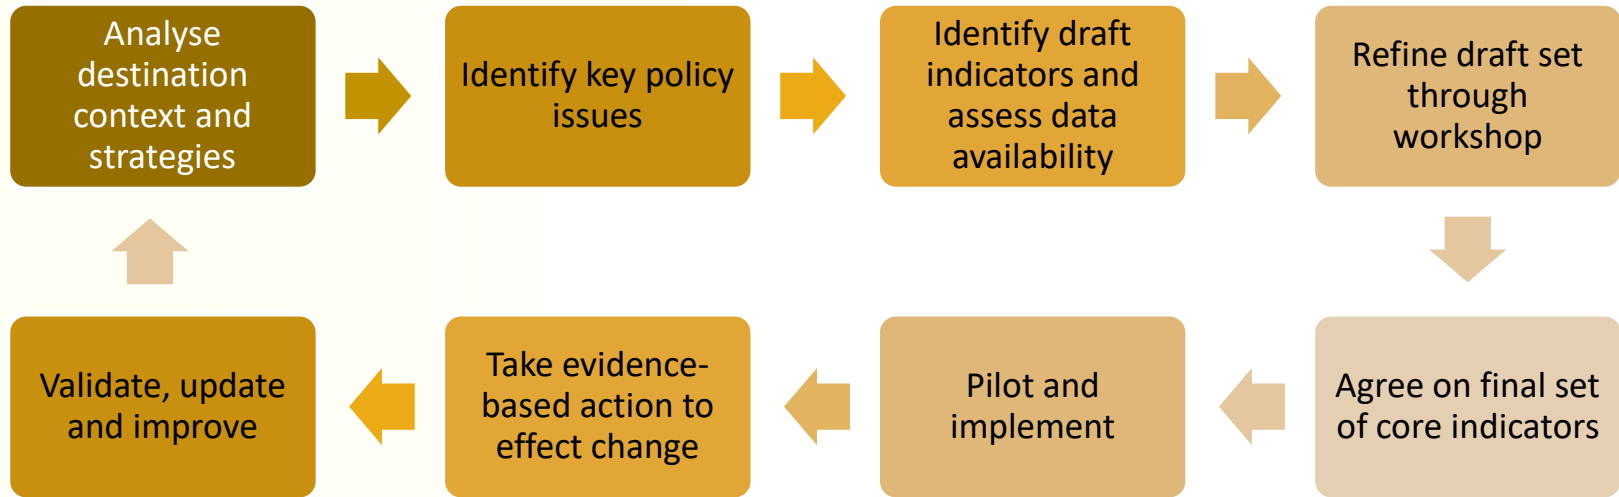 Analyse
destination
context and
strategies
Identify key policy
issues
Identify draft
indicators and
assess data
availability
Refine draft set
through
workshop
Agree on final set
of core indicators
Pilot and
implement
Take evidence-
based action to
effect change
Validate, update
and improve